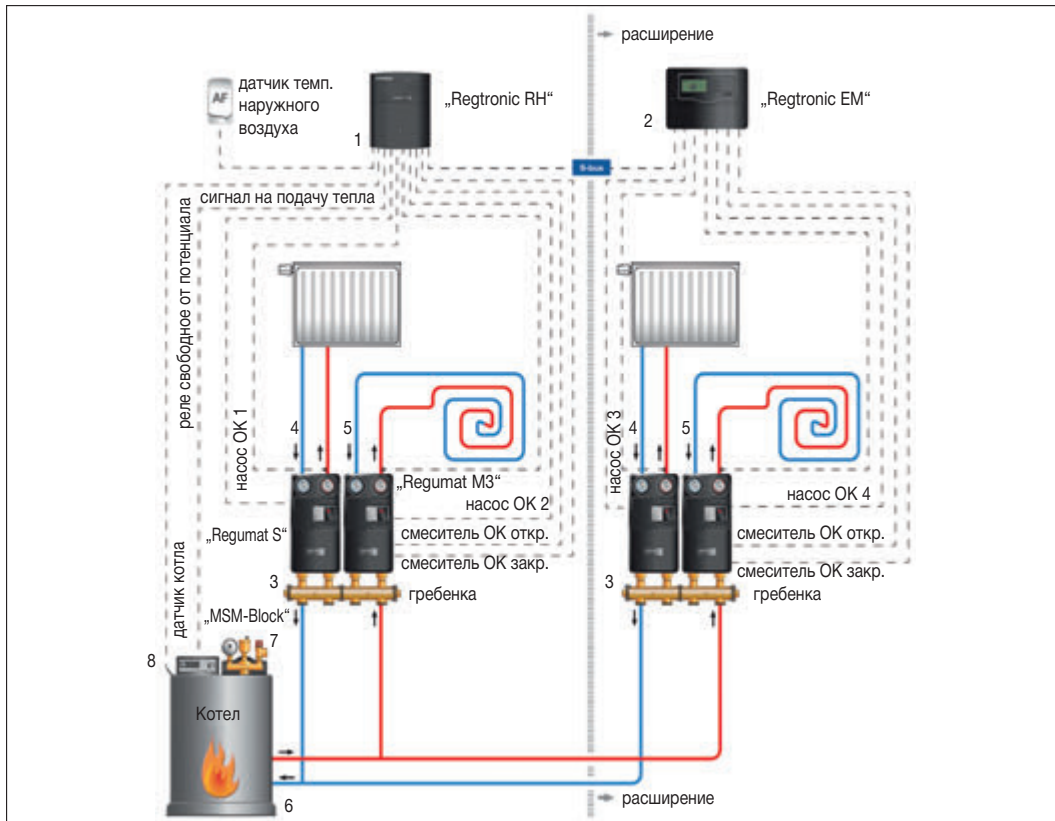 расширение
датчик темп.
наружного
воздуха
AF
„Regtronic RH“
„Regtronic EM“
1
2
S-bus
сигнал на подачу тепла
реле свободное от потенциала
насос ОК 1
4
5
насос ОК 3
4
5
„Regumat M3“
насос ОК 2
насос ОК 4
„Regumat S“
смеситель ОК откр.
смеситель ОК откр.
смеситель ОК закр.
смеситель ОК закр.
3
гребенка
3
гребенка
датчик котла
„MSM-Block“
7
8
Котел
6
расширение